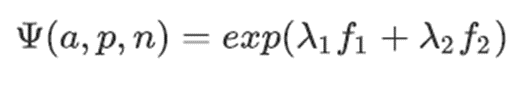 Ψ(a, p, n) = exp(λ₁f₁ + λ₂f₂)